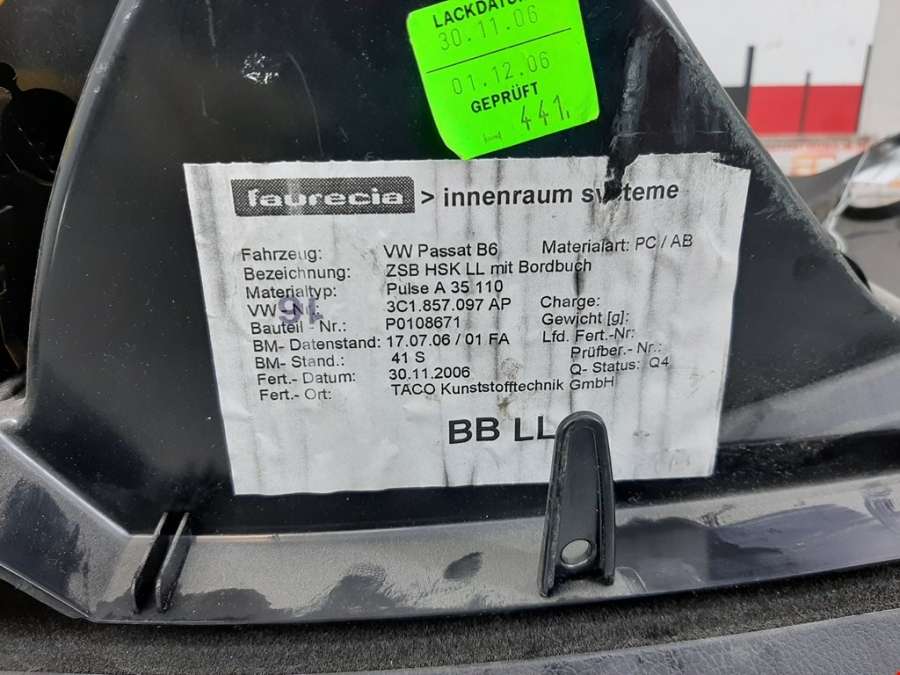 LACKDATUM
30.11.06
01.12.06
GEPRÜFT
441
faurecia > innenraum systeme
Fahrzeug: VW Passat B6 Materialart: PC / AB
Bezeichnung: ZSB HSK LL mit Bordbuch
Materialtyp: Pulse A 35 110
VW - Nr.: 3C1.857.097 AP Charge:
16
Bauteil - Nr.: P0108671 Gewicht [g]:
BM- Datenstand: 17.07.06 / 01 FA Lfd. Fert.-Nr:
BM- Stand.: 41 S Prüfber.- Nr.:
Fert.- Datum: 30.11.2006 Q- Status: Q4
Fert.- Ort: TACO Kunststofftechnik GmbH
BB LL